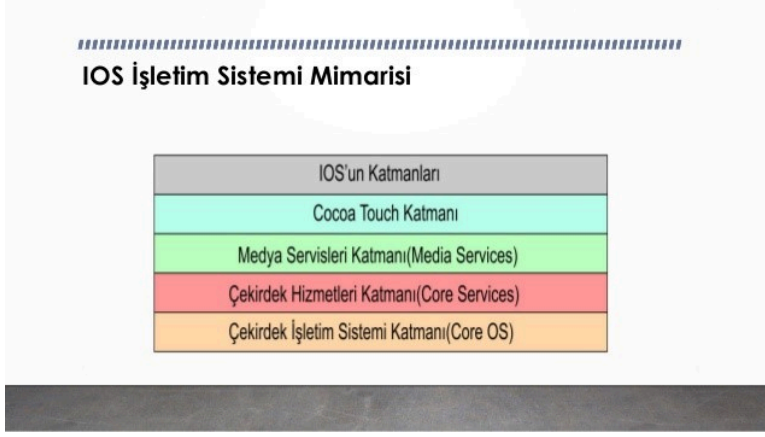 IOS İşletim Sistemi Mimarisi
IOS'un Katmanları
Cocoa Touch Katmanı
Medya Servisleri Katmanı(Media Services)
Çekirdek Hizmetleri Katmanı(Core Services)
Çekirdek İşletim Sistemi Katmanı(Core OS)